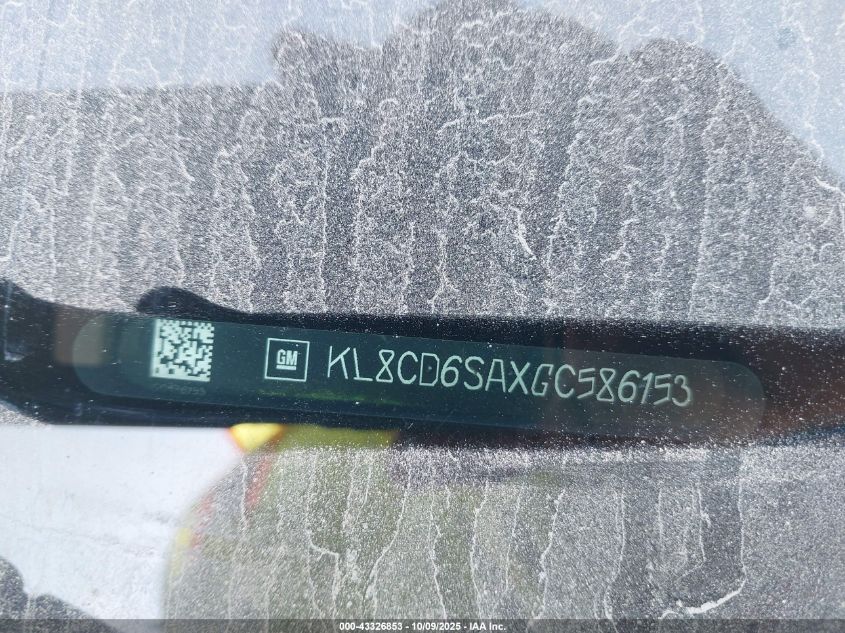 GM KL8CD6SAXGC586153
000-43326853 | 10/09/2025 | IAA Inc.